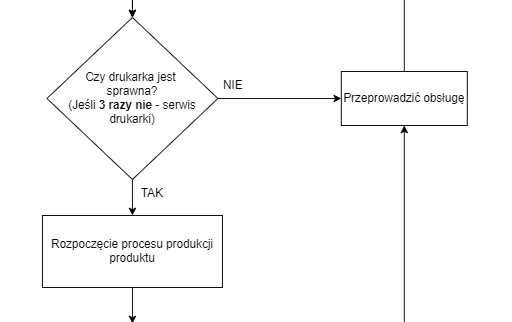 Czy drukarka jest
sprawna?
(Jeśli 3 razy nie - serwis
drukarki)
NIE
Przeprowadzić obsługę
TAK
Rozpoczęcie procesu produkcji
produktu